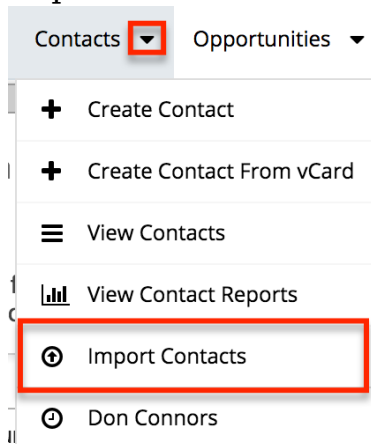 Contacts Opportunities
Create Contact
Create Contact From vCard
View Contacts
View Contact Reports
Import Contacts
Don Connors